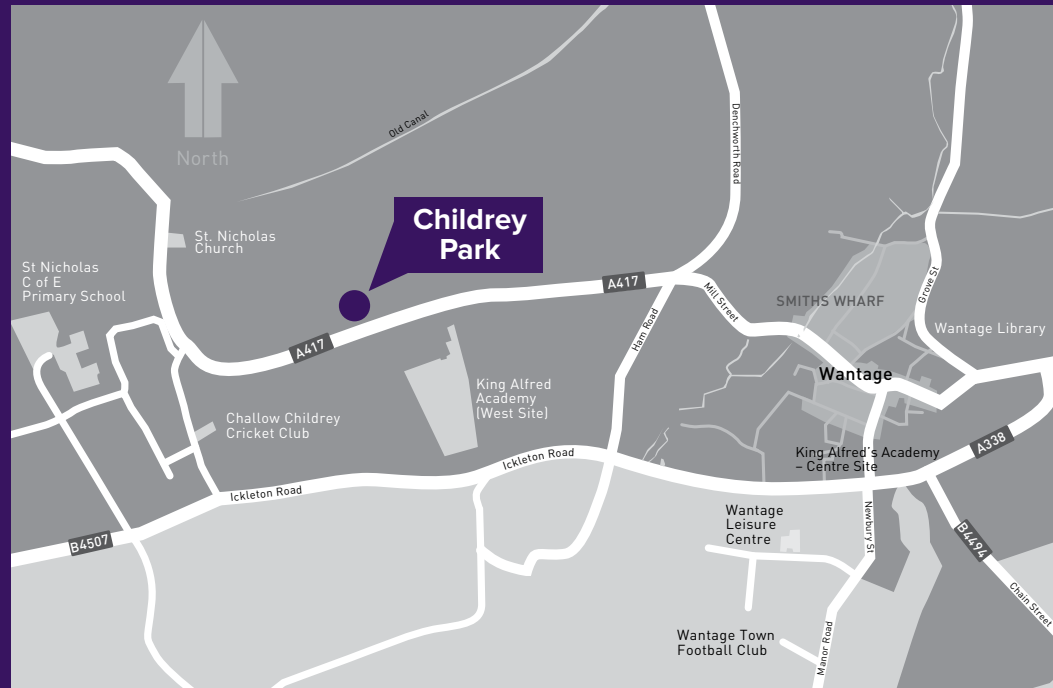 North
Old Canal
Denchworth Road
Childrey
Park
St. Nicholas
Church
St Nicholas
C of E
Primary School
A417
Mill Street
SMITHS WHARF
Grove St
Wantage Library
Ham Road
A417
Wantage
King Alfred
Academy
(West Site)
Challow Childrey
Cricket Club
King Alfred's Academy
– Centre Site
A338
Ickleton Road
Ickleton Road
B4507
Wantage
Leisure
Centre
Newbury St
B4494
Chain Street
Wantage Town
Football Club
Manor Road